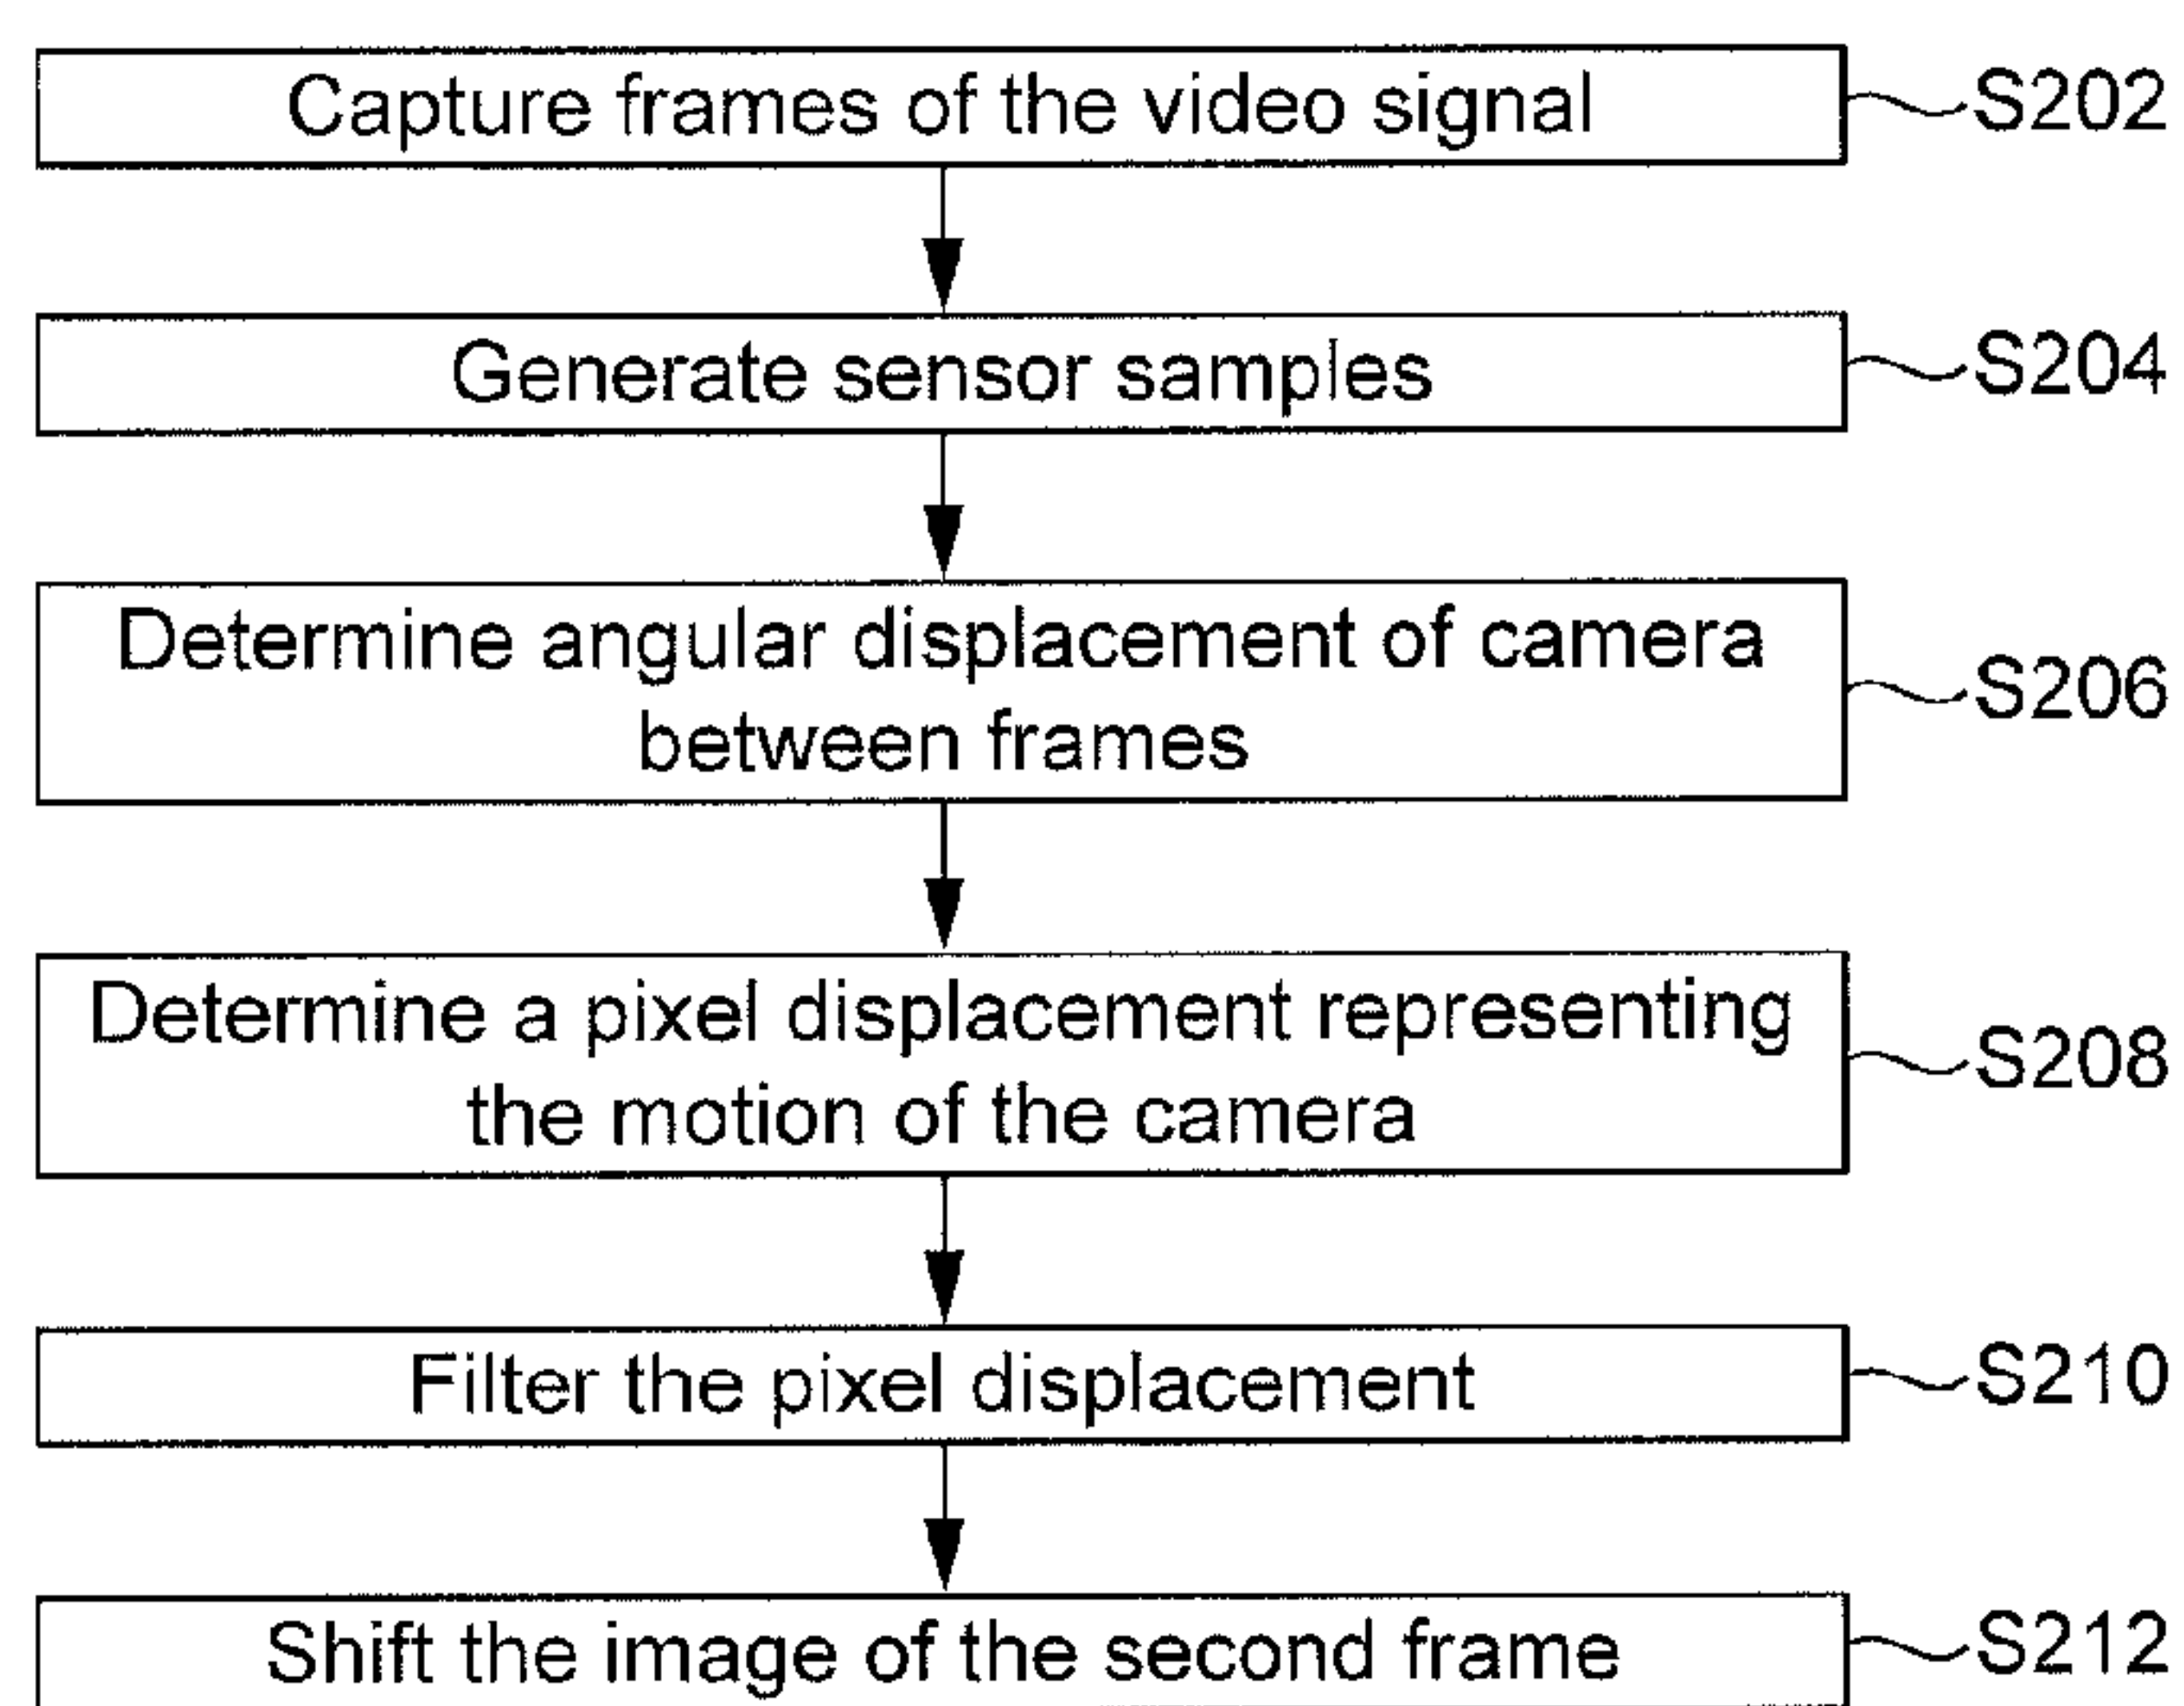 Capture frames of the video signal
S202
Generate sensor samples
S204
Determine angular displacement of camera
between frames
S206
Determine a pixel displacement representing
the motion of the camera
S208
Filter the pixel displacement
S210
Shift the image of the second frame
S212